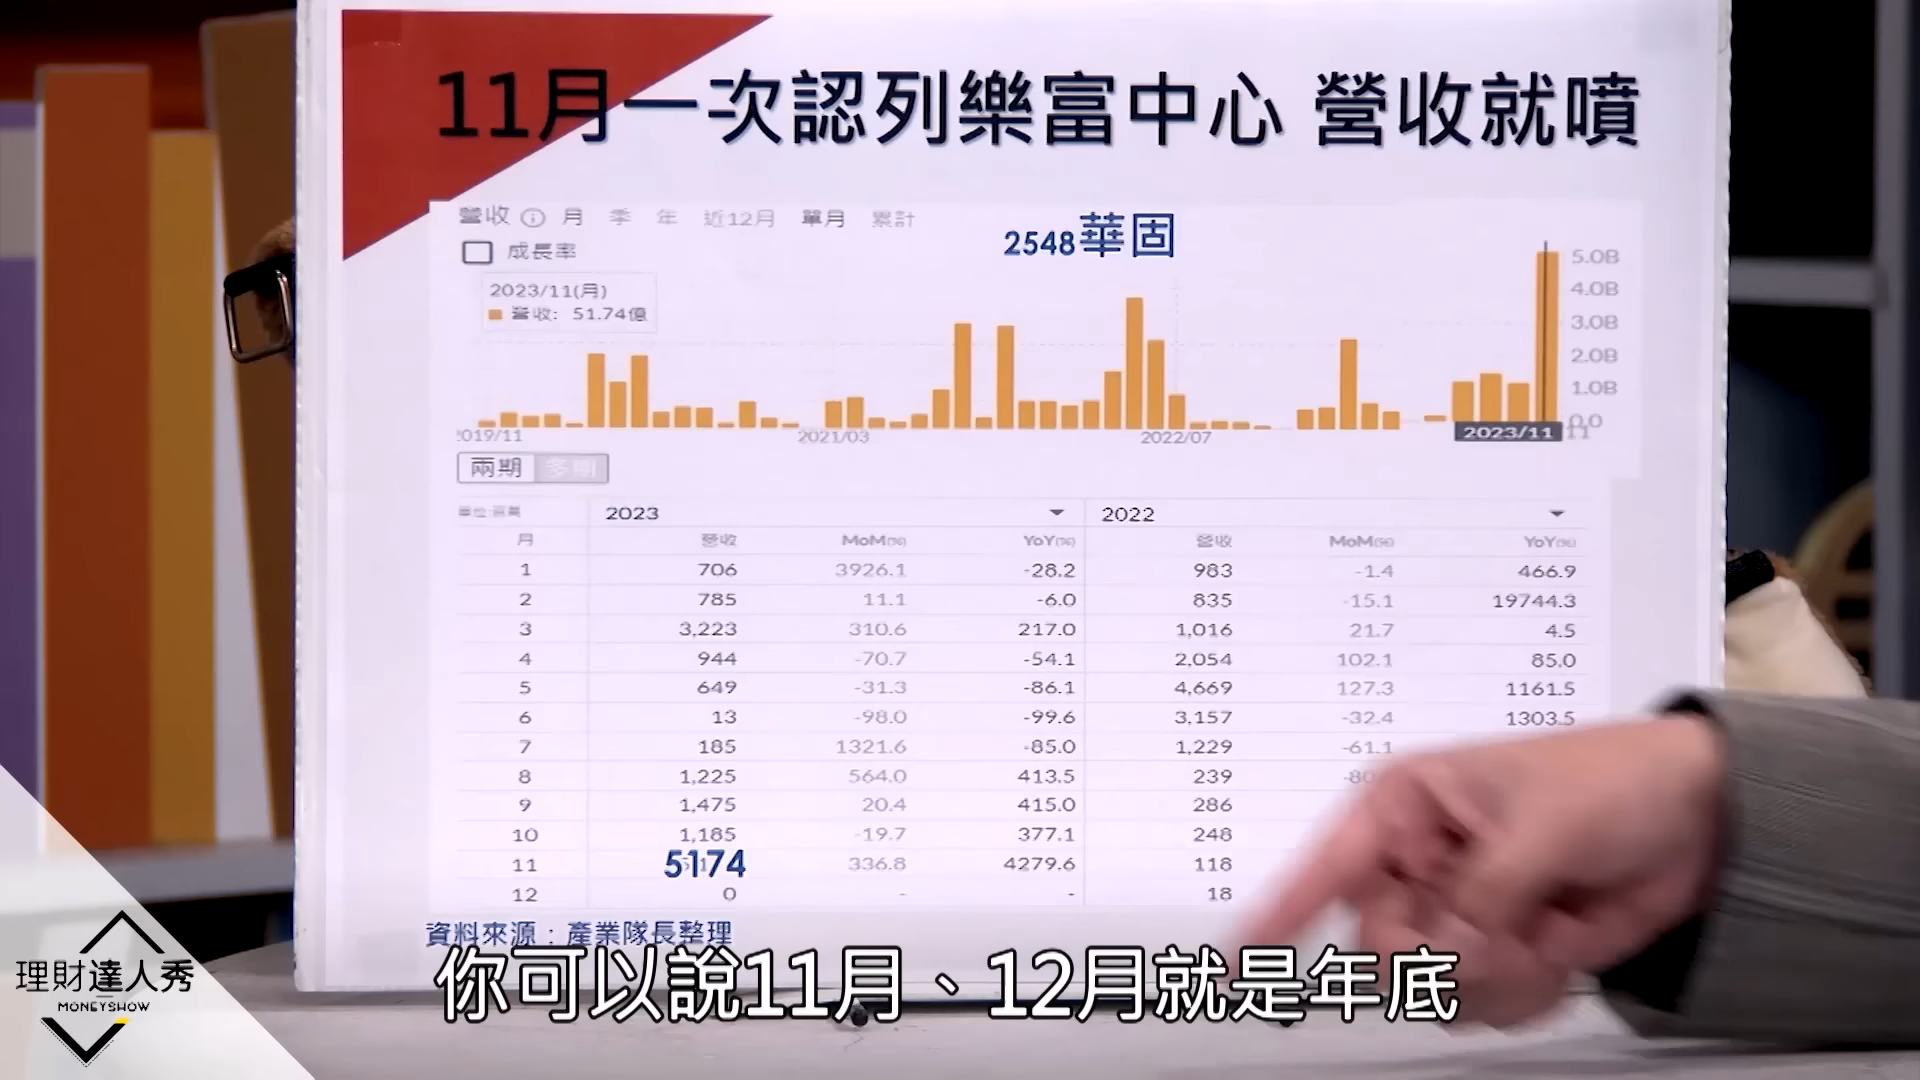 11月一次認列樂富中心 營收就噴
營收 月 季 年 近12月 單月 累計
2548華固
成長率
2023/11(月)
營收: 51.74億
5.0B
4.0B
3.0B
2.0B
1.0B
0.0
2019/11 2021/03 2022/07 2023/11 11
兩期 多期
單位:百萬 2023 2022
月 營收 MoM(%) YoY(%) 營收 MoM(%) YoY(%)
1 706 3926.1 -28.2 983 -1.4 466.9
2 785 11.1 -6.0 835 -15.1 19744.3
3 3,223 310.6 217.0 1,016 21.7 4.5
4 944 -70.7 -54.1 2,054 102.1 85.0
5 649 -31.3 -86.1 4,669 127.3 1161.5
6 13 -98.0 -99.6 3,157 -32.4 1303.5
7 185 1321.6 -85.0 1,229 -61.1
8 1,225 564.0 413.5 239 -80
9 1,475 20.4 415.0 286
10 1,185 -19.7 377.1 248
11 5174 336.8 4279.6 118
12 0 - - 18
資料來源：產業隊長整理
你可以說11月、12月就是年底
理財達人秀
MONEYSHOW